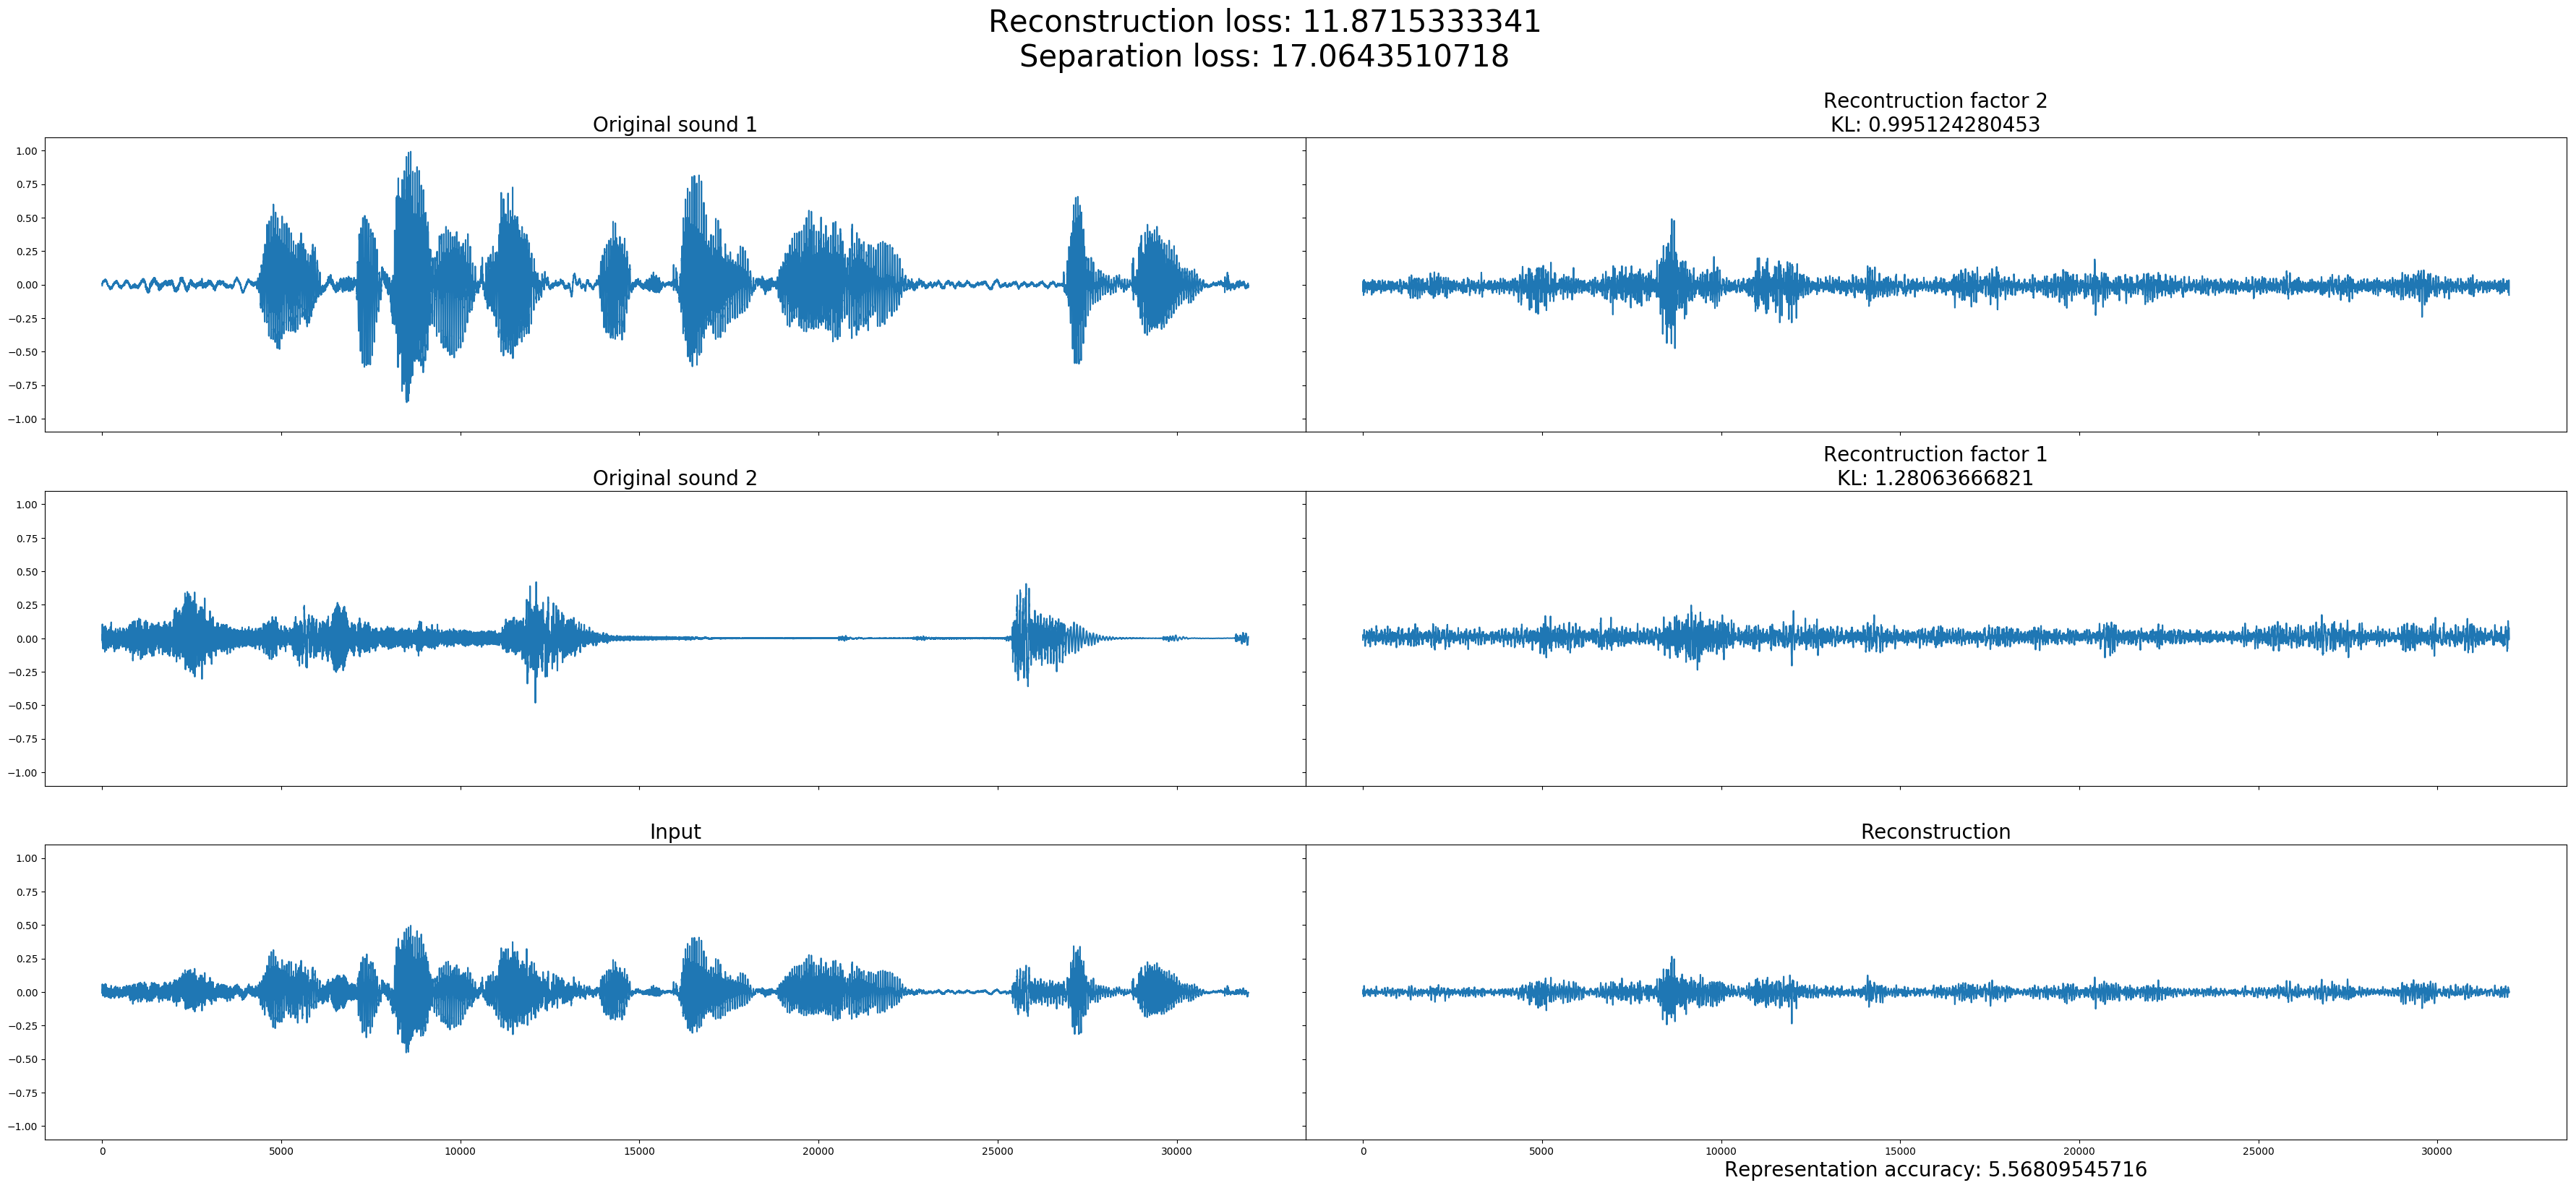 Reconstruction loss: 11.8715333341
Separation loss: 17.0643510718
Original sound 1
Recontruction factor 2
KL: 0.995124280453
1.00
0.75
0.50
0.25
0.00
−0.25
−0.50
−0.75
−1.00
Original sound 2
Recontruction factor 1
KL: 1.28063666821
1.00
0.75
0.50
0.25
0.00
−0.25
−0.50
−0.75
−1.00
Input
Reconstruction
1.00
0.75
0.50
0.25
0.00
−0.25
−0.50
−0.75
−1.00
0 5000 10000 15000 20000 25000 30000
0 5000 10000 15000 20000 25000 30000
Representation accuracy: 5.56809545716